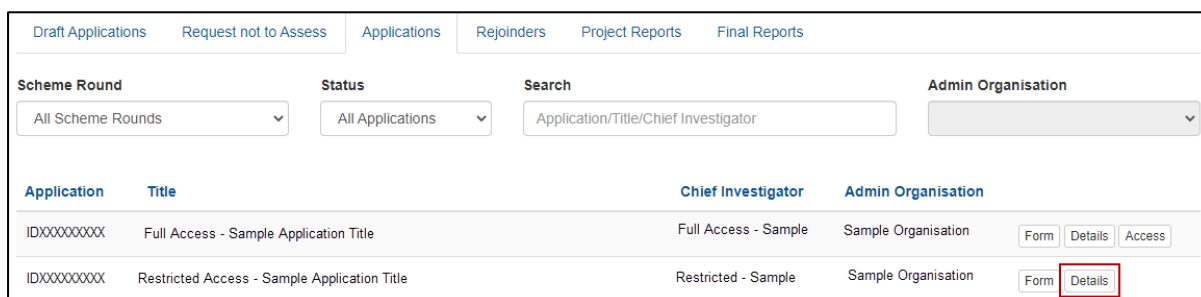 Draft Applications Request not to Assess Applications Rejoinders Project Reports Final Reports
Scheme Round Status Search Admin Organisation
All Scheme Rounds All Applications Application/Title/Chief Investigator
Application Title Chief Investigator Admin Organisation
IDXXXXXXXXX Full Access - Sample Application Title Full Access - Sample Sample Organisation Form Details Access
IDXXXXXXXXX Restricted Access - Sample Application Title Restricted - Sample Sample Organisation Form Details